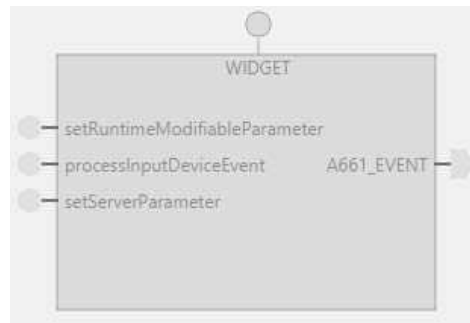 WIDGET
setRuntimeModifiableParameter
processInputDeviceEvent A661_EVENT
setServerParameter